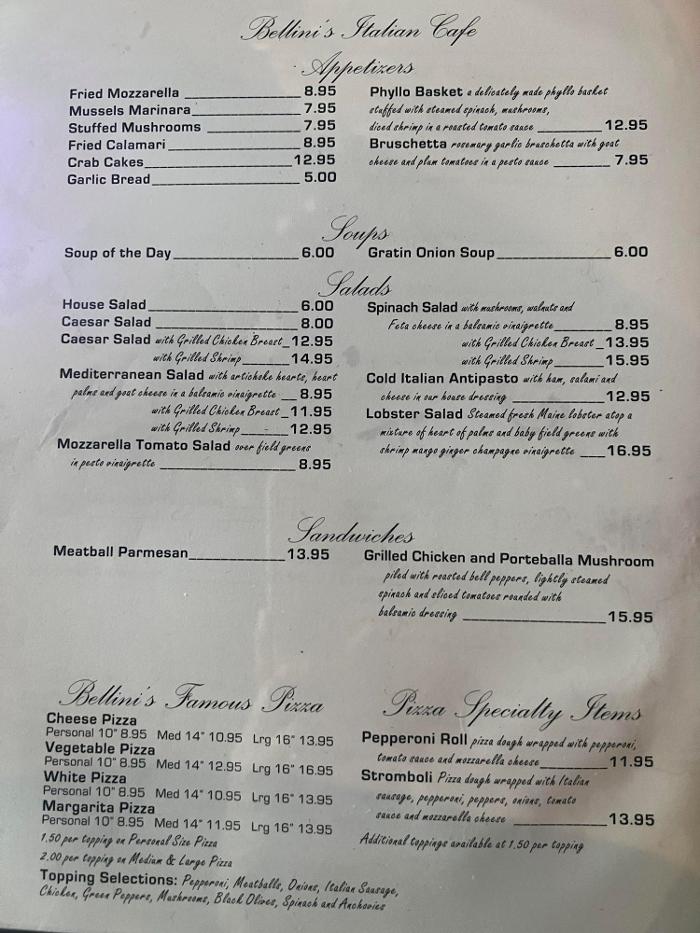 Bellini's Italian Cafe
Appetizers
Fried Mozzarella 8.95
Mussels Marinara 7.95
Stuffed Mushrooms 7.95
Fried Calamari 8.95
Crab Cakes 12.95
Garlic Bread 5.00
Phyllo Basket a delicately made phyllo basket
stuffed with steamed spinach, mushrooms,
diced shrimp in a roasted tomato sauce 12.95
Bruschetta rosemary garlic bruschetta with goat
cheese and plum tomatoes in a pesto sauce 7.95
Soups
Soup of the Day 6.00
Gratin Onion Soup 6.00
Salads
House Salad 6.00
Caesar Salad 8.00
Caesar Salad with Grilled Chicken Breast 12.95
with Grilled Shrimp 14.95
Mediterranean Salad with artichoke hearts, heart
palms and goat cheese in a balsamic vinaigrette 8.95
with Grilled Chicken Breast 11.95
with Grilled Shrimp 12.95
Mozzarella Tomato Salad over field greens
in pesto vinaigrette 8.95
Spinach Salad with mushrooms, walnuts and
Feta cheese in a balsamic vinaigrette 8.95
with Grilled Chicken Breast 13.95
with Grilled Shrimp 15.95
Cold Italian Antipasto with ham, salami and
cheese in our house dressing 12.95
Lobster Salad Steamed fresh Maine lobster atop a
mixture of heart of palms and baby field greens with
shrimp mango ginger champagne vinaigrette 16.95
Sandwiches
Meatball Parmesan 13.95
Grilled Chicken and Porteballa Mushroom
piled with roasted bell peppers, lightly steamed
spinach and sliced tomatoes rounded with
balsamic dressing 15.95
Bellini's Famous Pizza
Cheese Pizza
Personal 10" 8.95 Med 14" 10.95 Lrg 16" 13.95
Vegetable Pizza
Personal 10" 8.95 Med 14" 12.95 Lrg 16" 16.95
White Pizza
Personal 10" 8.95 Med 14" 10.95 Lrg 16" 13.95
Margarita Pizza
Personal 10" 8.95 Med 14" 11.95 Lrg 16" 13.95
1.50 per topping on Personal Size Pizza
2.00 per topping on Medium & Large Pizza
Topping Selections: Pepperoni, Meatballs, Onions, Italian Sausage,
Chicken, Green Peppers, Mushrooms, Black Olives, Spinach and Anchovies
Pizza Specialty Items
Pepperoni Roll pizza dough wrapped with pepperoni,
tomato sauce and mozzarella cheese 11.95
Stromboli Pizza dough wrapped with Italian
sausage, pepperoni, peppers, onions, tomato
sauce and mozzarella cheese 13.95
Additional toppings available at 1.50 per topping